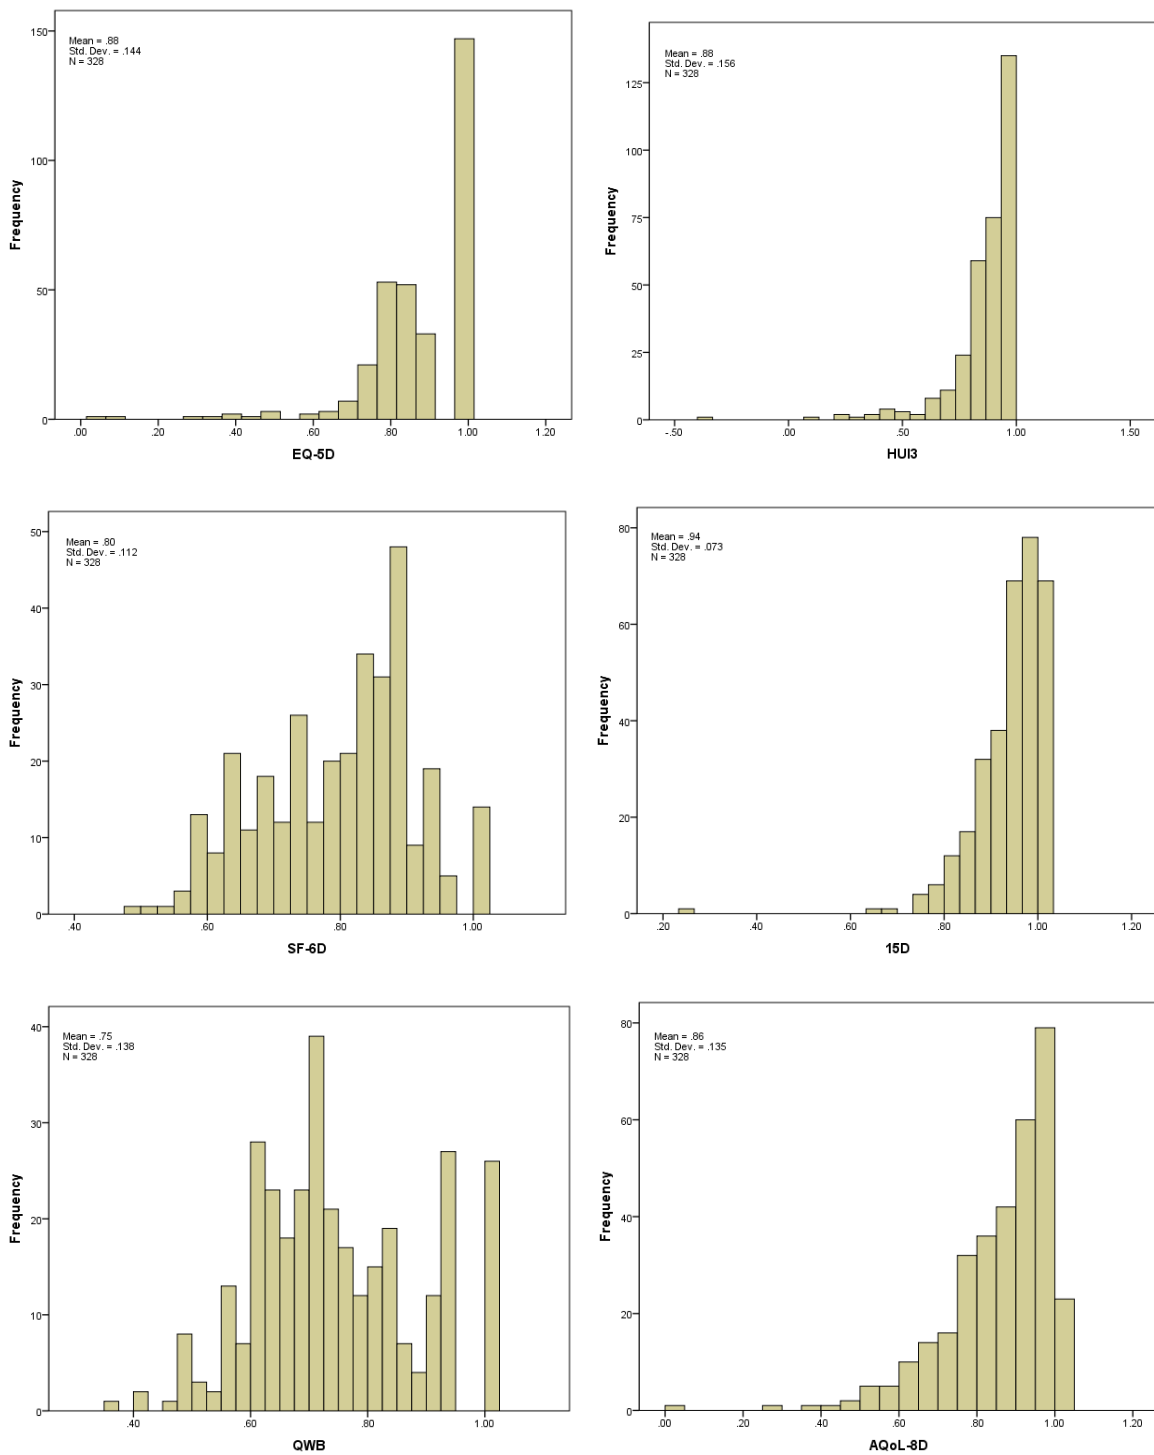 150
100
50
0
Frequency
Mean = .88
Std. Dev. = .144
N = 328
.00 .20 .40 .60 .80 1.00 1.20
EQ-5D
125
100
75
50
25
0
Frequency
Mean = .88
Std. Dev. = .156
N = 328
-.50 .00 .50 1.00 1.50
HUI3
50
40
30
20
10
0
Frequency
Mean = .80
Std. Dev. = .112
N = 328
.40 .60 .80 1.00
SF-6D
80
60
40
20
0
Frequency
Mean = .94
Std. Dev. = .073
N = 328
.20 .40 .60 .80 1.00 1.20
15D
40
30
20
10
0
Frequency
Mean = .75
Std. Dev. = .138
N = 328
.40 .60 .80 1.00
QWB
80
60
40
20
0
Frequency
Mean = .86
Std. Dev. = .135
N = 328
.00 .20 .40 .60 .80 1.00 1.20
AQoL-8D